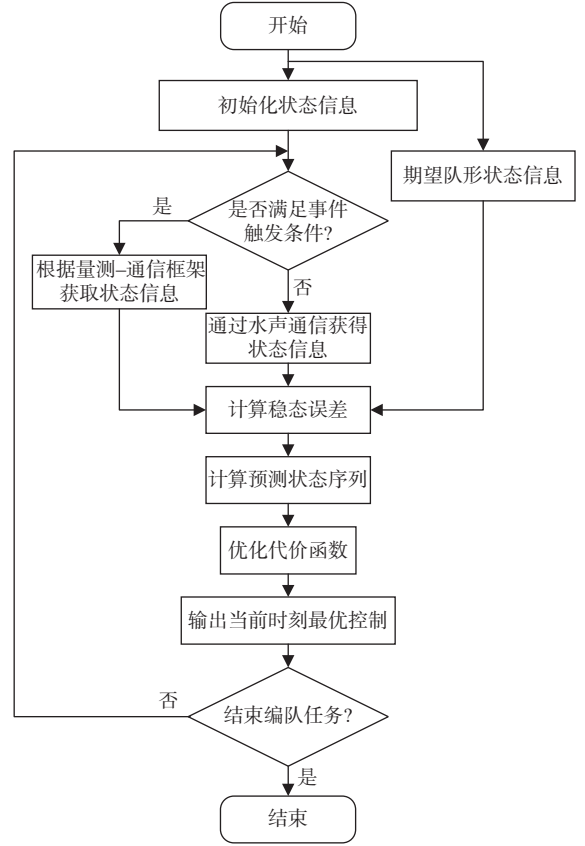 开始
初始化状态信息
期望队形状态信息
是否满足事件
触发条件?
是
根据量测–通信框架
获取状态信息
否
通过水声通信获得
状态信息
计算稳态误差
计算预测状态序列
优化代价函数
输出当前时刻最优控制
否
结束编队任务?
是
结束